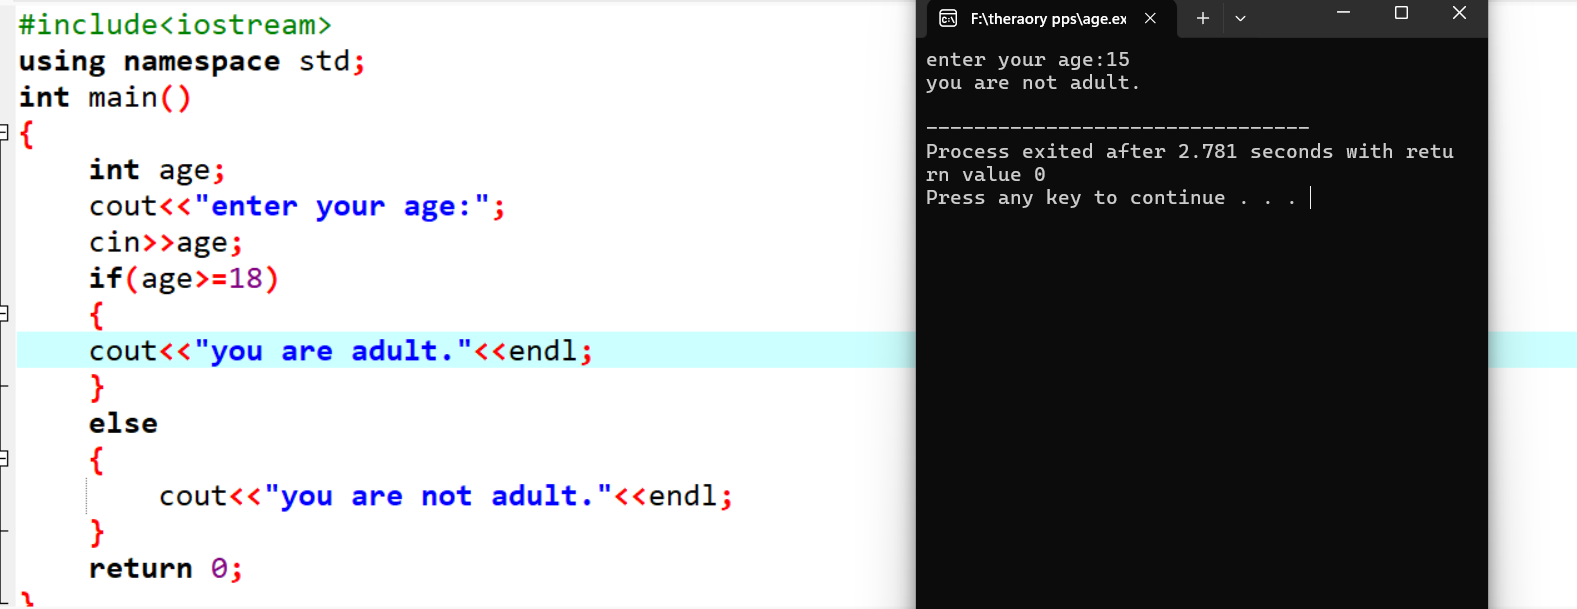 #include<iostream>
using namespace std;
int main()
{
int age;
cout<<"enter your age:";
cin>>age;
if(age>=18)
{
cout<<"you are adult."<<endl;
}
else
{
cout<<"you are not adult."<<endl;
}
return 0;
}
F:\theraory pps\age.ex
enter your age:15
you are not adult.
--------------------------------
Process exited after 2.781 seconds with retu
rn value 0
Press any key to continue . . .